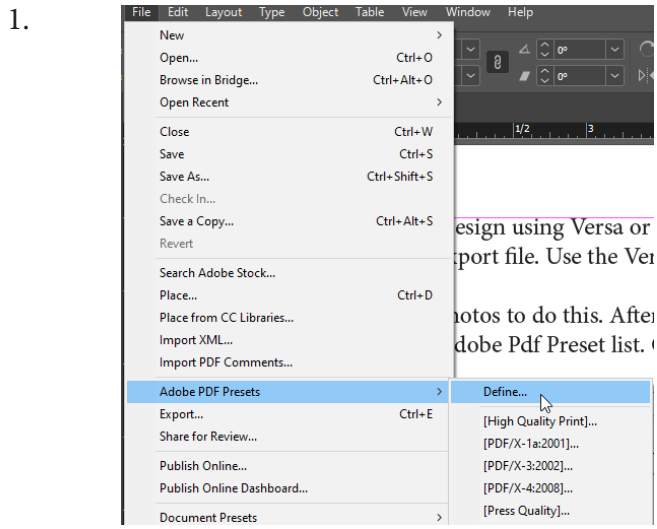 1.
File Edit Layout Type Object Table View Window Help
New
Open... Ctrl+O
0°
Browse in Bridge... Ctrl+Alt+O
0°
Open Recent
Close Ctrl+W
1/2 3
Save Ctrl+S
Save As... Ctrl+Shift+S
Check In...
Save a Copy... Ctrl+Alt+S
esign using Versa or
Revert
xport file. Use the Ver
Search Adobe Stock...
Place... Ctrl+D
hotos to do this. After
Place from CC Libraries...
Import XML...
dobe Pdf Preset list.
Import PDF Comments...
Adobe PDF Presets Define...
Export... Ctrl+E
[High Quality Print]...
Share for Review...
[PDF/X-1a:2001]...
Publish Online...
[PDF/X-3:2002]...
Publish Online Dashboard...
[PDF/X-4:2008]...
Document Presets
[Press Quality]...